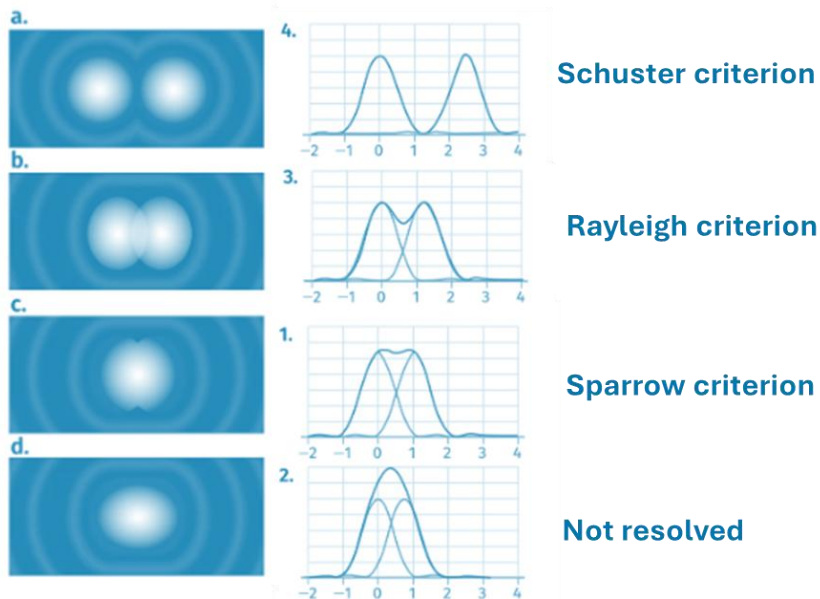 a.
4.
Schuster criterion
−2 −1 0 1 2 3 4
b.
3.
Rayleigh criterion
−2 −1 0 1 2 3 4
c.
1.
Sparrow criterion
−2 −1 0 1 2 3 4
d.
2.
Not resolved
−2 −1 0 1 2 3 4